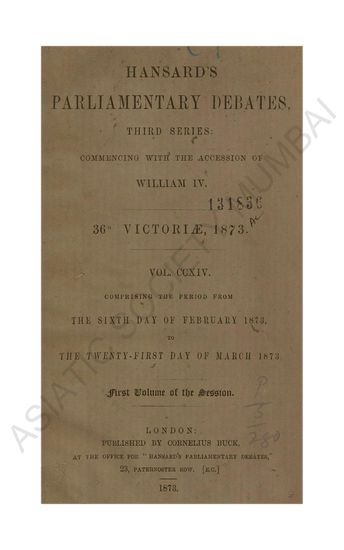 HANSARD'S
PARLIAMENTARY DEBATES,
THIRD SERIES:
COMMENCING WITH THE ACCESSION OF
WILLIAM IV.
131836
36° VICTORIÆ, 1873.
VOL. CCXIV.
COMPRISING THE PERIOD FROM
THE SIXTH DAY OF FEBRUARY 1873,
TO
THE TWENTY-FIRST DAY OF MARCH 1873
First Volume of the Session.
LONDON:
PUBLISHED BY CORNELIUS BUCK,
AT THE OFFICE FOR "HANSARD'S PARLIAMENTARY DEBATES,"
23, PATERNOSTER ROW. [E.C.]
1873.
ASIATIC SOCIETY MUMBAI